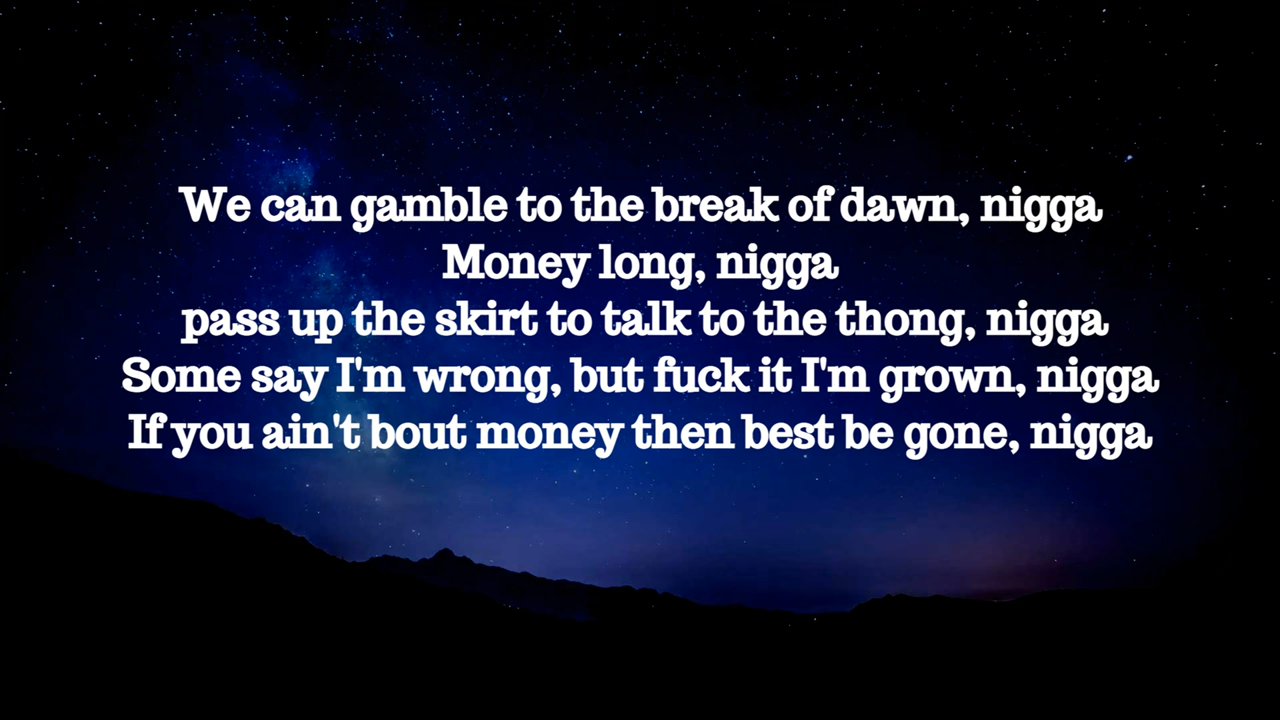 We can gamble to the break of dawn, nigga
Money long, nigga
pass up the skirt to talk to the thong, nigga
Some say I'm wrong, but fuck it I'm grown, nigga
If you ain't bout money then best be gone, nigga